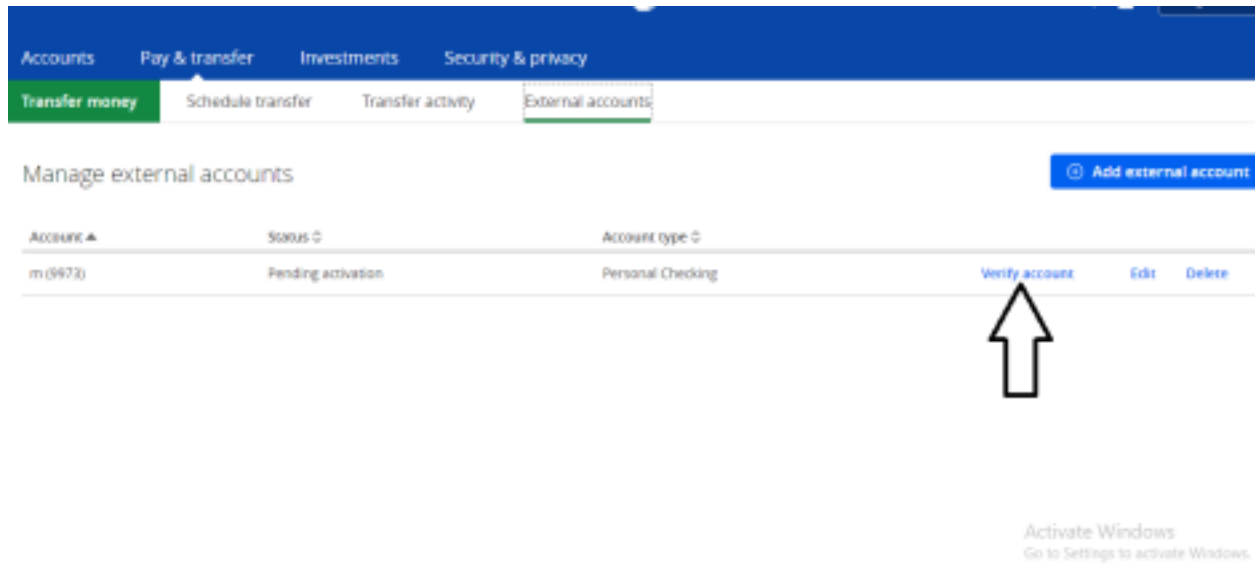 Accounts Pay & transfer Investments Security & privacy
Transfer money Schedule transfer Transfer activity External accounts
Manage external accounts
Add external account
Account Status Account type
m (9973) Pending activation Personal Checking Verify account Edit Delete
Activate Windows
Go to Settings to activate Windows.